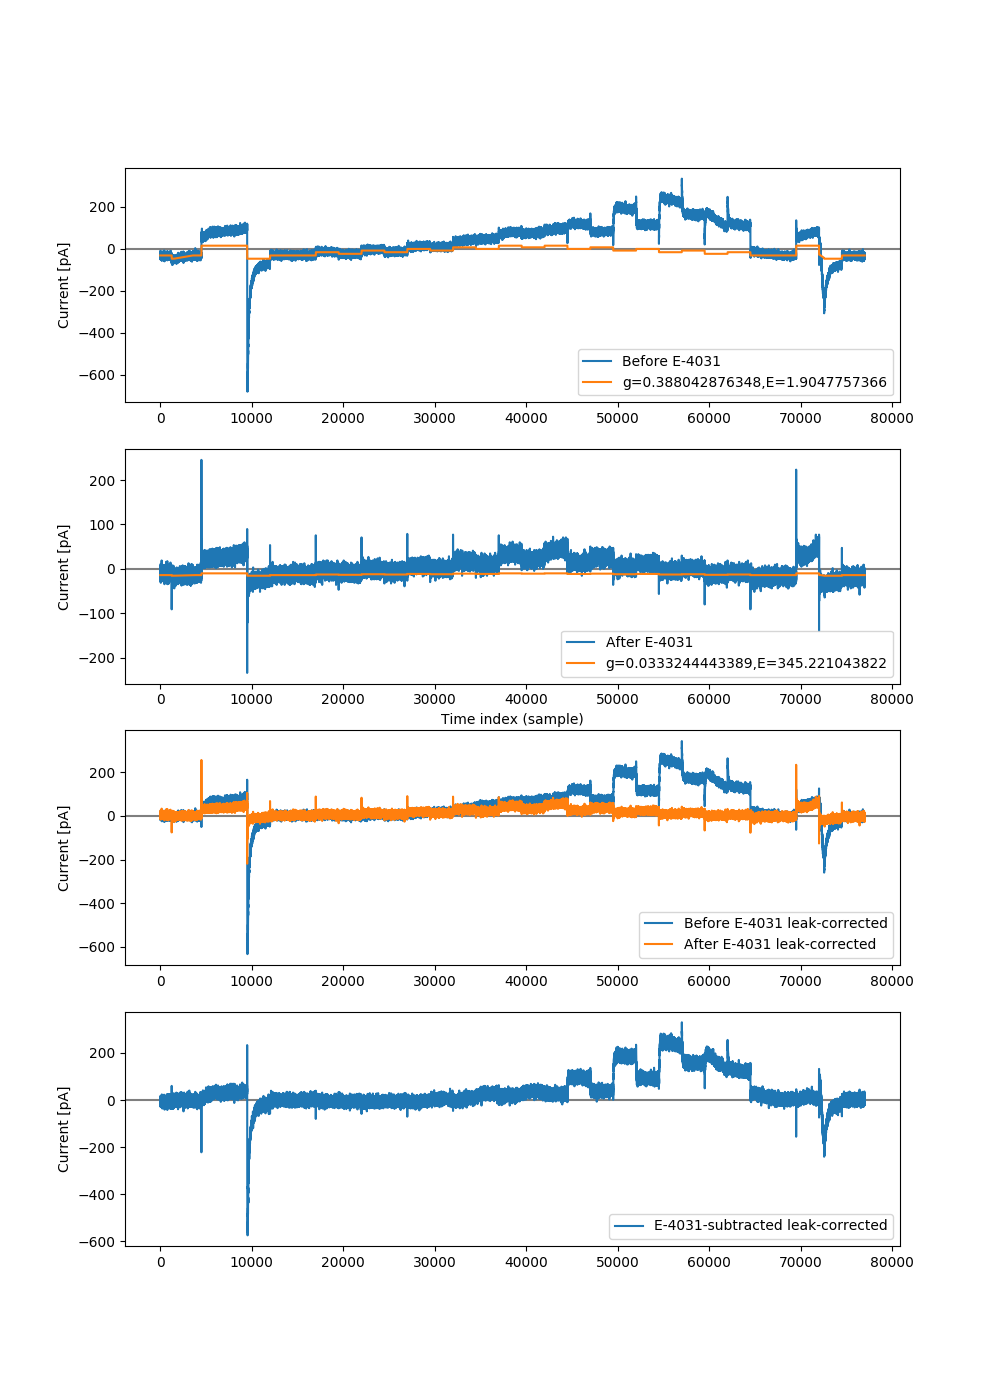 200
0
−200
−400
−600
Current [pA]
Before E-4031
g=0.388042876348,E=1.9047757366
0 10000 20000 30000 40000 50000 60000 70000 80000
200
100
0
−100
−200
Current [pA]
After E-4031
g=0.0333244443389,E=345.221043822
0 10000 20000 30000 40000 50000 60000 70000 80000
Time index (sample)
200
0
−200
−400
−600
Current [pA]
Before E-4031 leak-corrected
After E-4031 leak-corrected
0 10000 20000 30000 40000 50000 60000 70000 80000
200
0
−200
−400
−600
Current [pA]
E-4031-subtracted leak-corrected
0 10000 20000 30000 40000 50000 60000 70000 80000